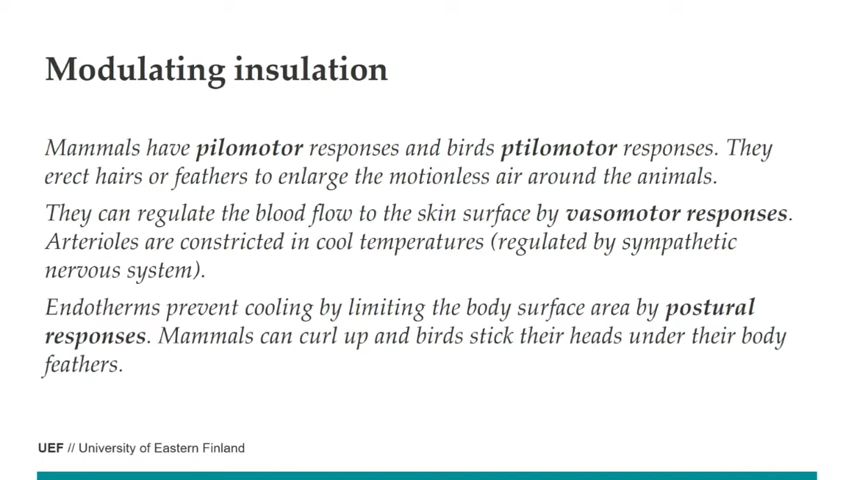 Modulating insulation
Mammals have pilomotor responses and birds ptilomotor responses. They
erect hairs or feathers to enlarge the motionless air around the animals.
They can regulate the blood flow to the skin surface by vasomotor responses.
Arterioles are constricted in cool temperatures (regulated by sympathetic
nervous system).
Endotherms prevent cooling by limiting the body surface area by postural
responses. Mammals can curl up and birds stick their heads under their body
feathers.
UEF // University of Eastern Finland